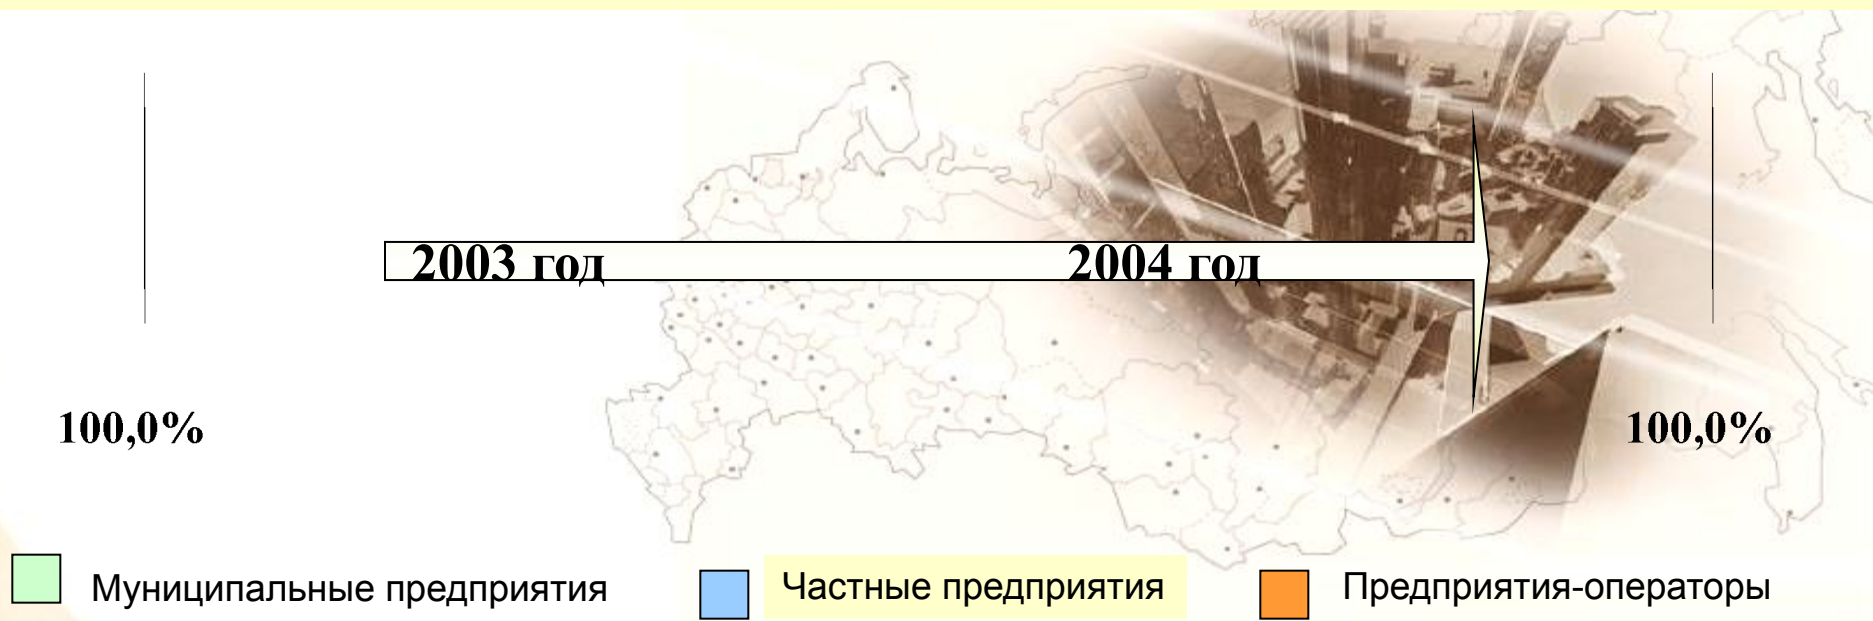 2003 год 2004 год
100,0% 100,0%
Муниципальные предприятия Частные предприятия Предприятия-операторы